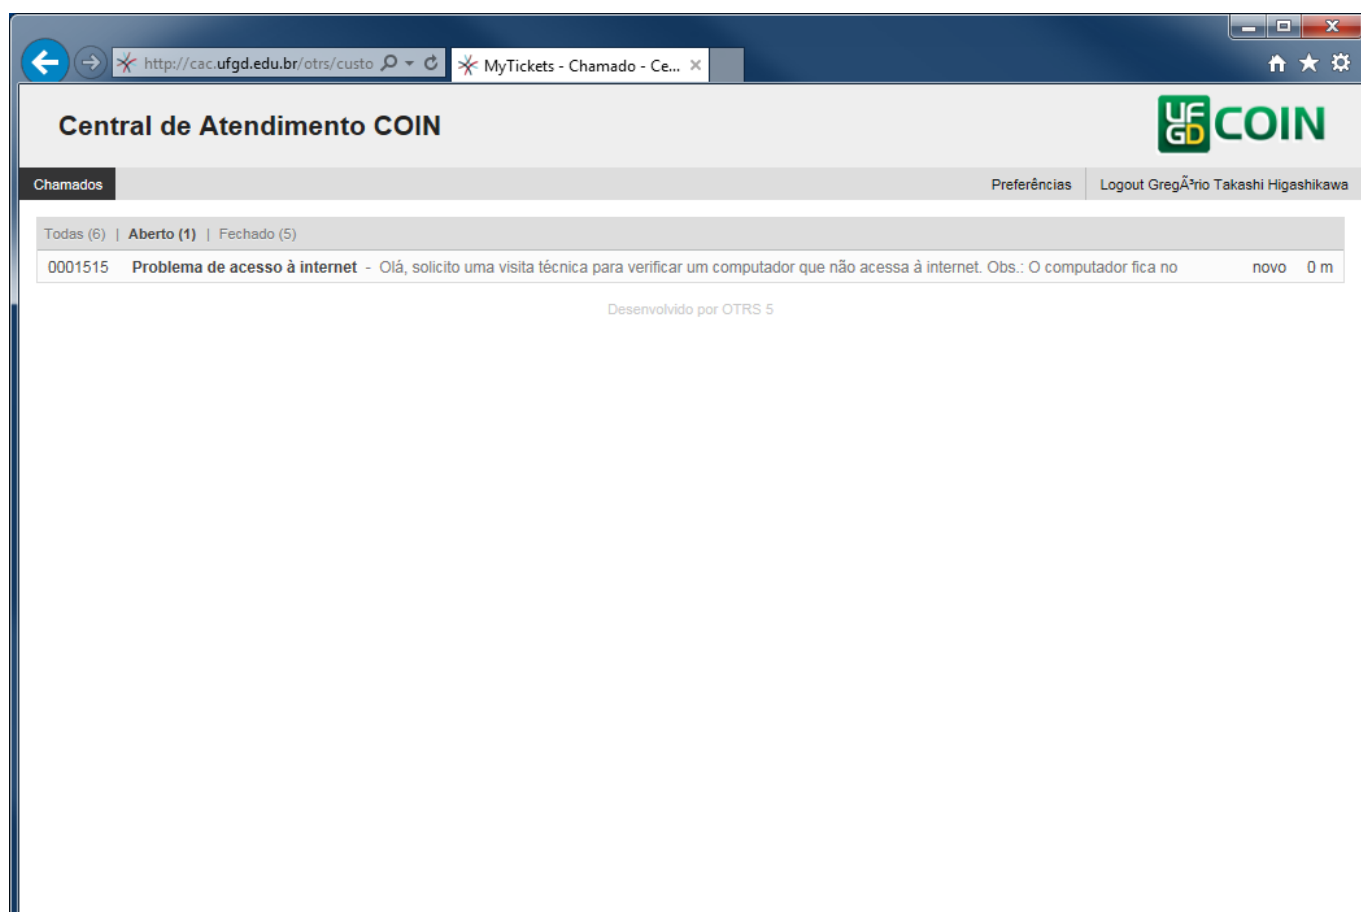 http://cac.ufgd.edu.br/otrs/custo
MyTickets - Chamado - Ce...
Central de Atendimento COIN
UFGD COIN
Chamados
Preferências
Logout GregÃ³rio Takashi Higashikawa
Todas (6) | Aberto (1) | Fechado (5)
0001515 Problema de acesso à internet - Olá, solicito uma visita técnica para verificar um computador que não acessa à internet. Obs.: O computador fica no novo 0 m
Desenvolvido por OTRS 5